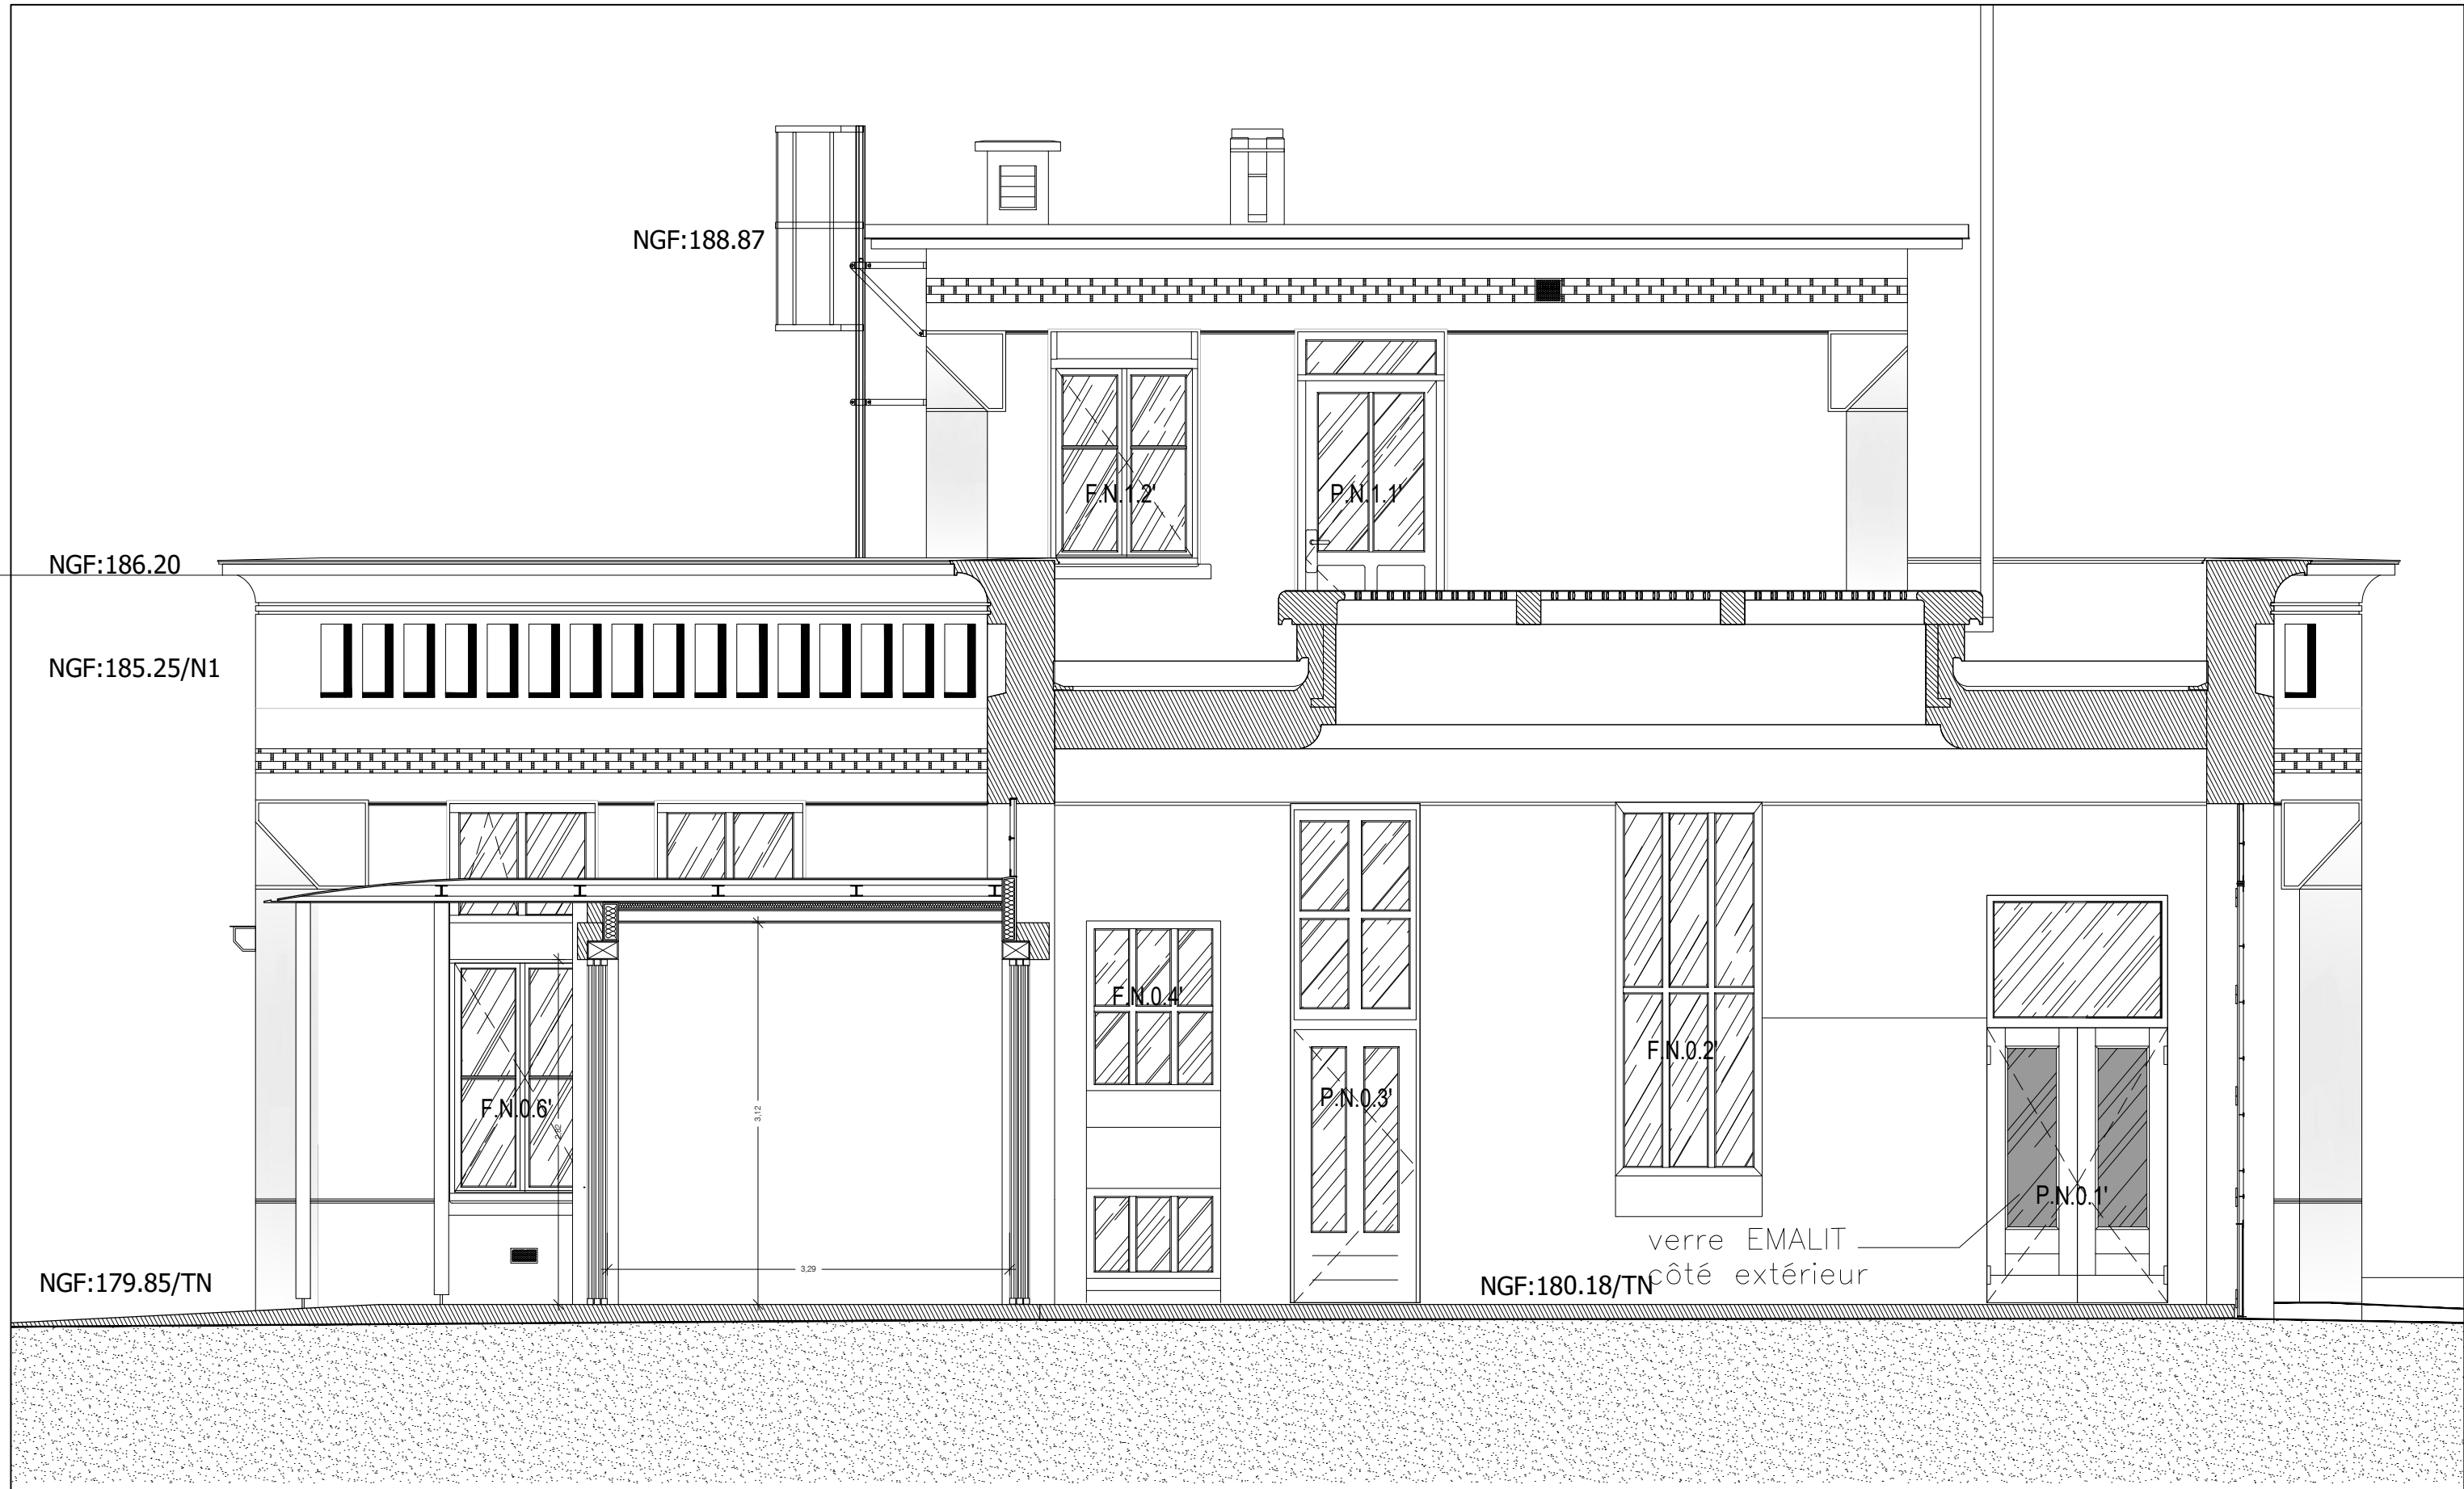 NGF:188.87
F.N.1.2'
P.N.1.1'
NGF:186.20
NGF:185.25/N1
F.N.0.4'
F.N.0.2'
P.N.0.3'
F.N.0.6'
3,12
2,82
P.N.0.1'
verre EMALIT
côté extérieur
3,29
NGF:179.85/TN
NGF:180.18/TN